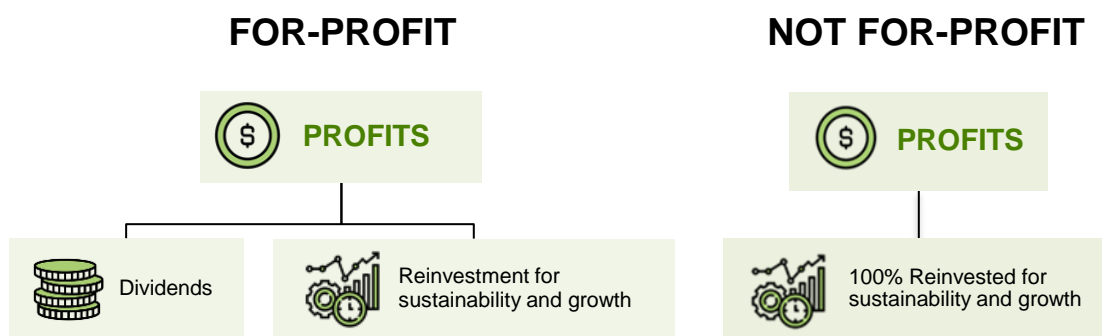 FOR-PROFIT
PROFITS
Dividends
Reinvestment for
sustainability and growth
NOT FOR-PROFIT
PROFITS
100% Reinvested for
sustainability and growth